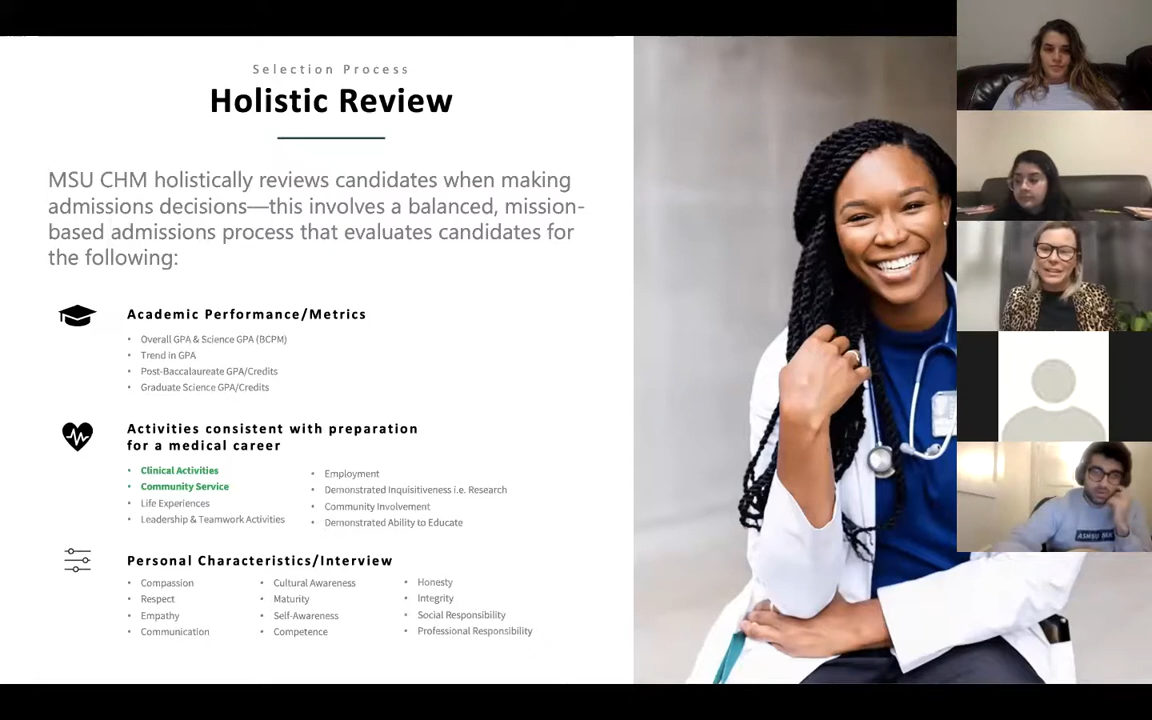 Selection Process
Holistic Review
MSU CHM holistically reviews candidates when making
admissions decisions—this involves a balanced, mission-
based admissions process that evaluates candidates for
the following:
Academic Performance/Metrics
• Overall GPA & Science GPA (BCPM)
• Trend in GPA
• Post-Baccalaureate GPA/Credits
• Graduate Science GPA/Credits
Activities consistent with preparation
for a medical career
• Clinical Activities
• Community Service
• Life Experiences
• Leadership & Teamwork Activities
• Employment
• Demonstrated Inquisitiveness i.e. Research
• Community Involvement
• Demonstrated Ability to Educate
Personal Characteristics/Interview
• Compassion
• Respect
• Empathy
• Communication
• Cultural Awareness
• Maturity
• Self-Awareness
• Competence
• Honesty
• Integrity
• Social Responsibility
• Professional Responsibility